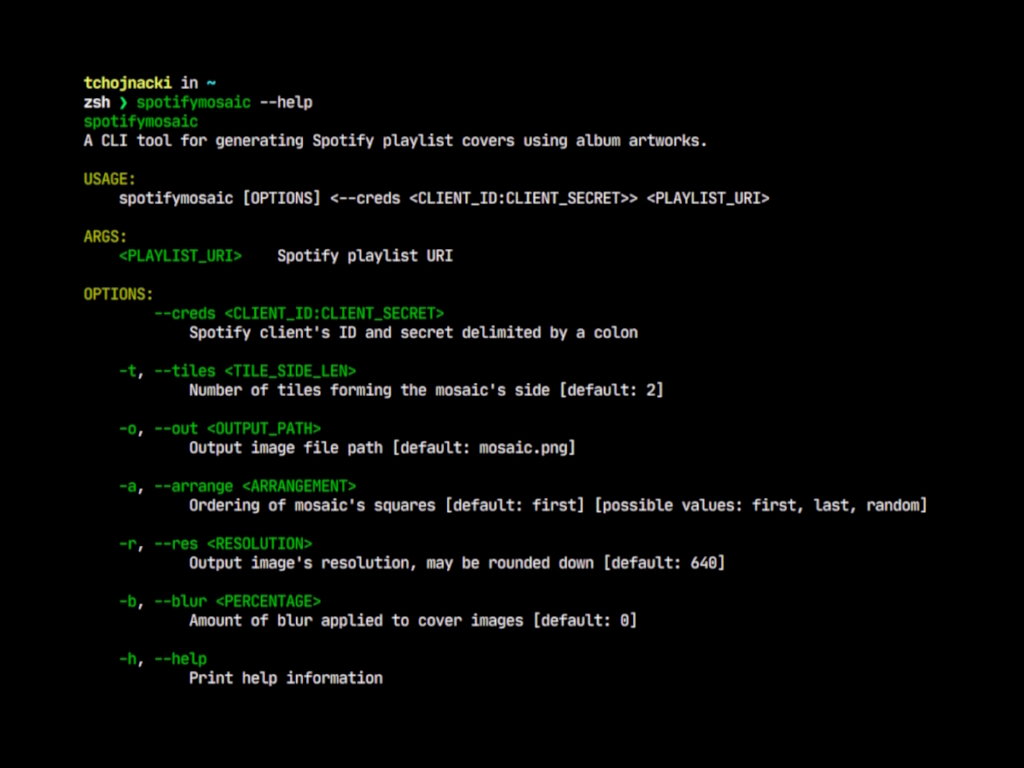 tchojnacki in ~
zsh ❯ spotifymosaic --help
spotifymosaic
A CLI tool for generating Spotify playlist covers using album artworks.
USAGE:
spotifymosaic [OPTIONS] <--creds <CLIENT_ID:CLIENT_SECRET>> <PLAYLIST_URI>
ARGS:
<PLAYLIST_URI>    Spotify playlist URI
OPTIONS:
--creds <CLIENT_ID:CLIENT_SECRET>
Spotify client's ID and secret delimited by a colon
-t, --tiles <TILE_SIDE_LEN>
Number of tiles forming the mosaic's side [default: 2]
-o, --out <OUTPUT_PATH>
Output image file path [default: mosaic.png]
-a, --arrange <ARRANGEMENT>
Ordering of mosaic's squares [default: first] [possible values: first, last, random]
-r, --res <RESOLUTION>
Output image's resolution, may be rounded down [default: 640]
-b, --blur <PERCENTAGE>
Amount of blur applied to cover images [default: 0]
-h, --help
Print help information